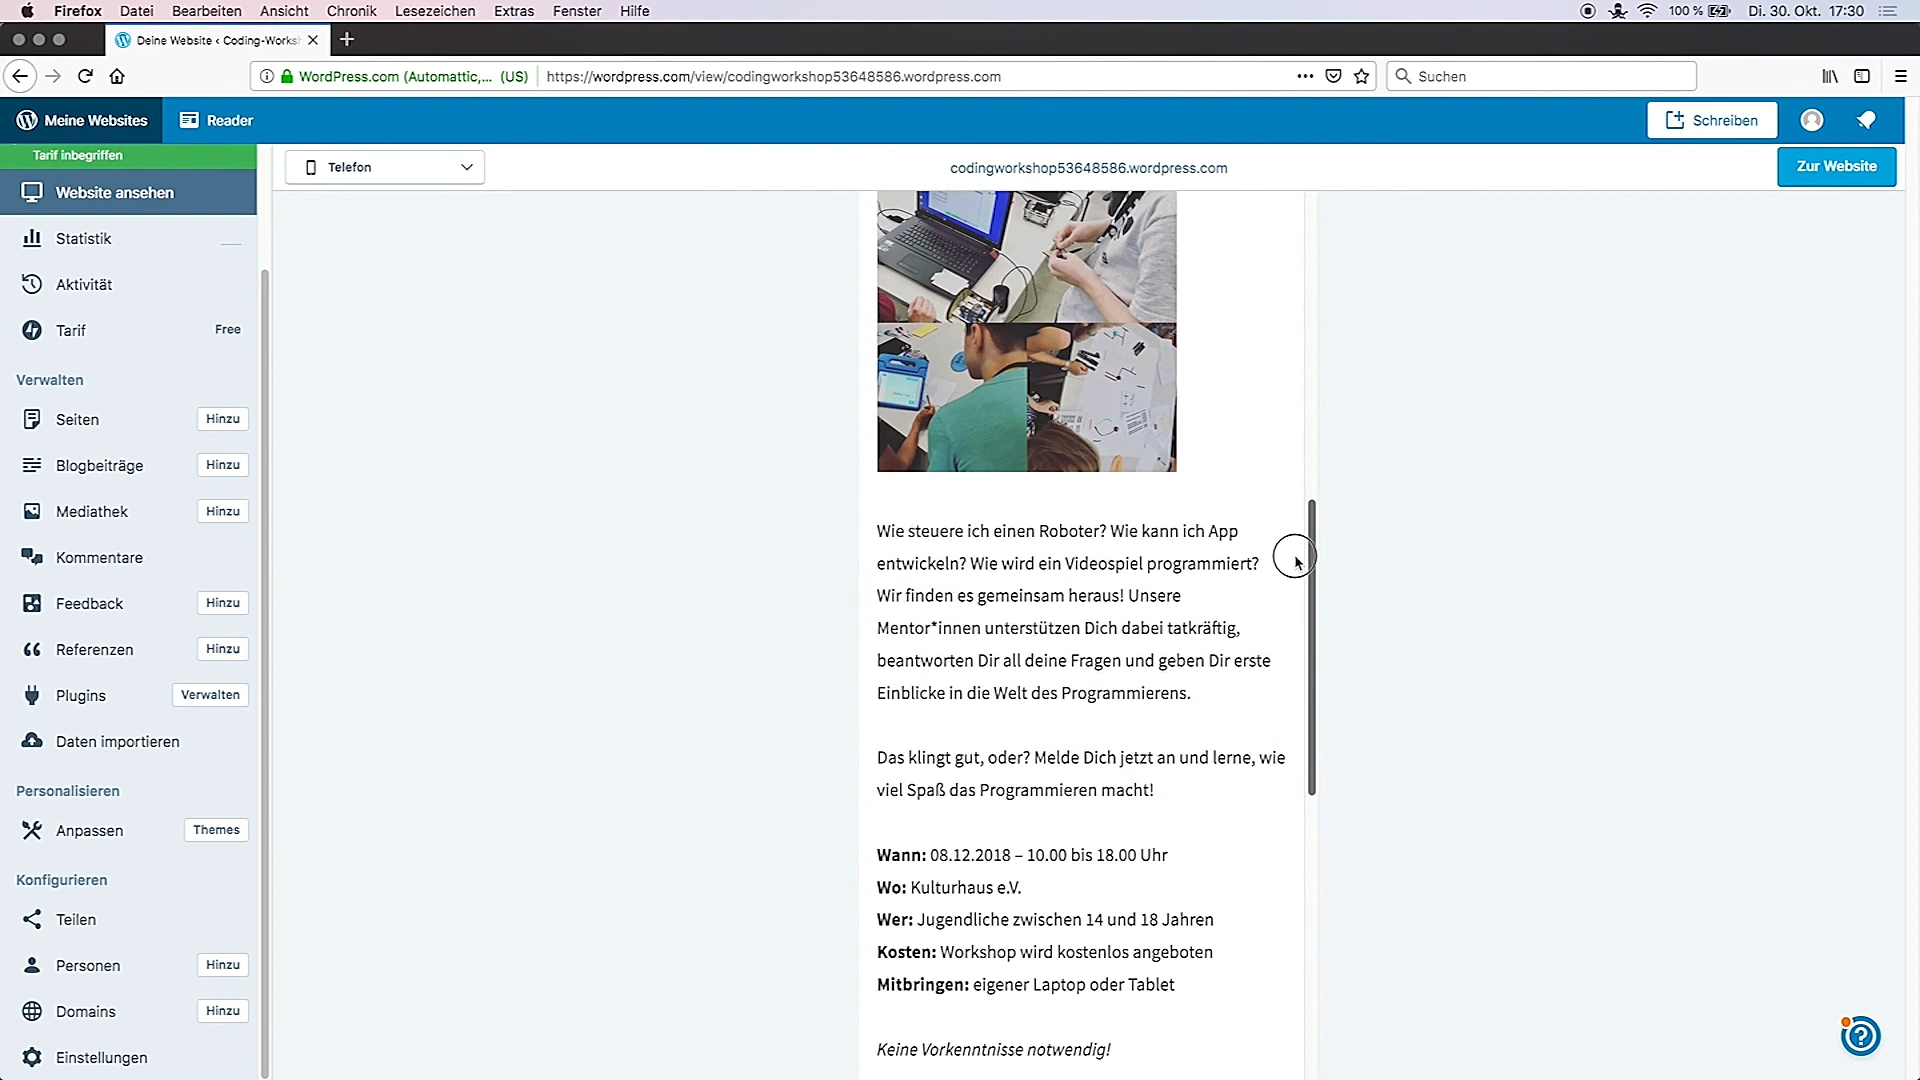 Firefox Datei Bearbeiten Ansicht Chronik Lesezeichen Extras Fenster Hilfe 100 % Di. 30. Okt. 17:30
Deine Website ‹ Coding-Worksh
WordPress.com (Automattic,... (US) https://wordpress.com/view/codingworkshop53648586.wordpress.com Suchen
Meine Websites Reader Schreiben
Tarif inbegriffen
Telefon codingworkshop53648586.wordpress.com Zur Website
Website ansehen
Statistik
Aktivität
Tarif Free
Verwalten
Seiten Hinzu
Blogbeiträge Hinzu
Mediathek Hinzu
Kommentare
Feedback Hinzu
Referenzen Hinzu
Plugins Verwalten
Daten importieren
Personalisieren
Anpassen Themes
Konfigurieren
Teilen
Personen Hinzu
Domains Hinzu
Einstellungen
Wie steuere ich einen Roboter? Wie kann ich App
entwickeln? Wie wird ein Videospiel programmiert?
Wir finden es gemeinsam heraus! Unsere
Mentor*innen unterstützen Dich dabei tatkräftig,
beantworten Dir all deine Fragen und geben Dir erste
Einblicke in die Welt des Programmierens.
Das klingt gut, oder? Melde Dich jetzt an und lerne, wie
viel Spaß das Programmieren macht!
Wann: 08.12.2018 – 10.00 bis 18.00 Uhr
Wo: Kulturhaus e.V.
Wer: Jugendliche zwischen 14 und 18 Jahren
Kosten: Workshop wird kostenlos angeboten
Mitbringen: eigener Laptop oder Tablet
Keine Vorkenntnisse notwendig!